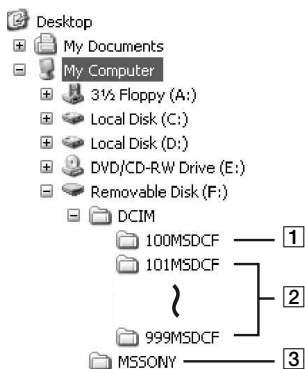 Desktop
My Documents
My Computer
3½ Floppy (A:)
Local Disk (C:)
Local Disk (D:)
DVD/CD-RW Drive (E:)
Removable Disk (F:)
DCIM
100MSDCF 1
101MSDCF
2
999MSDCF
MSSONY 3